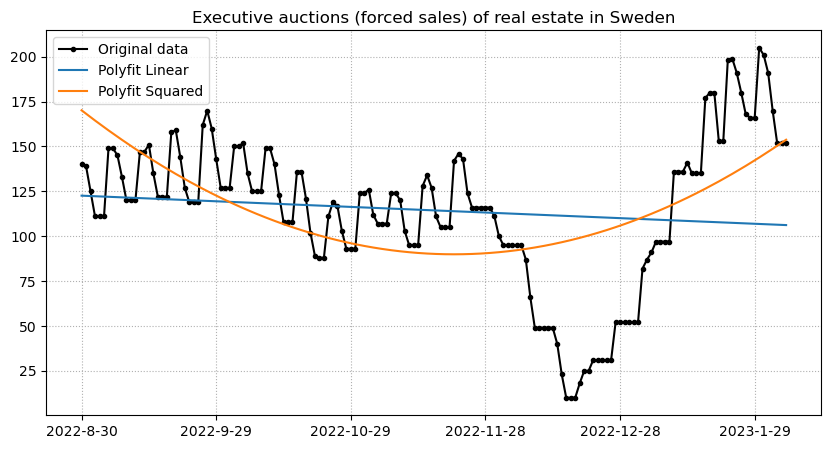 Executive auctions (forced sales) of real estate in Sweden
Original data
Polyfit Linear
Polyfit Squared
200
175
150
125
100
75
50
25
2022-8-30 2022-9-29 2022-10-29 2022-11-28 2022-12-28 2023-1-29